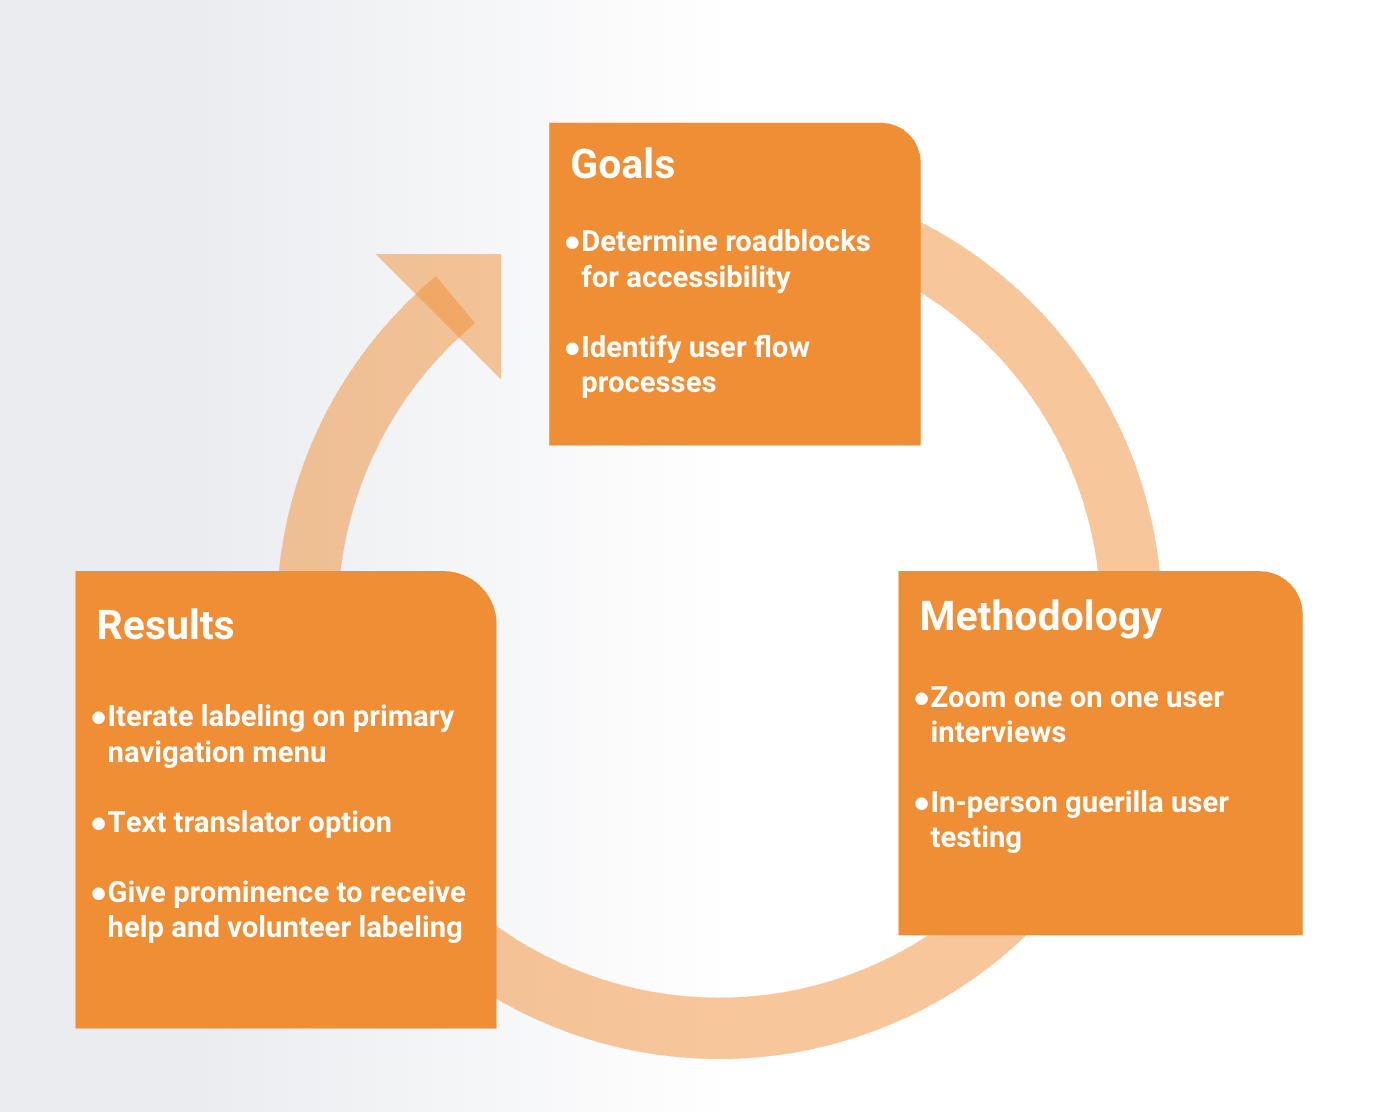 Goals
●Determine roadblocks
for accessibility
●Identify user flow
processes
Methodology
●Zoom one on one user
interviews
●In-person guerilla user
testing
Results
●Iterate labeling on primary
navigation menu
●Text translator option
●Give prominence to receive
help and volunteer labeling